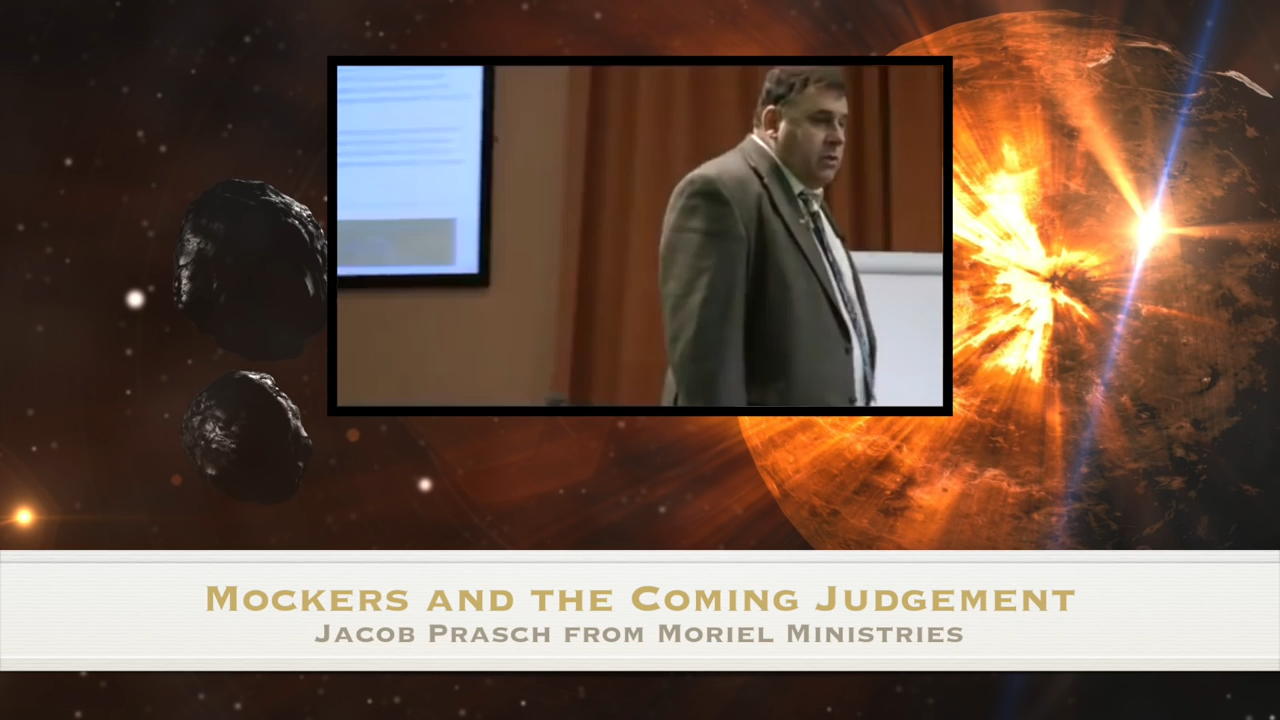 Mockers and the Coming Judgement
Jacob Prasch from Moriel Ministries